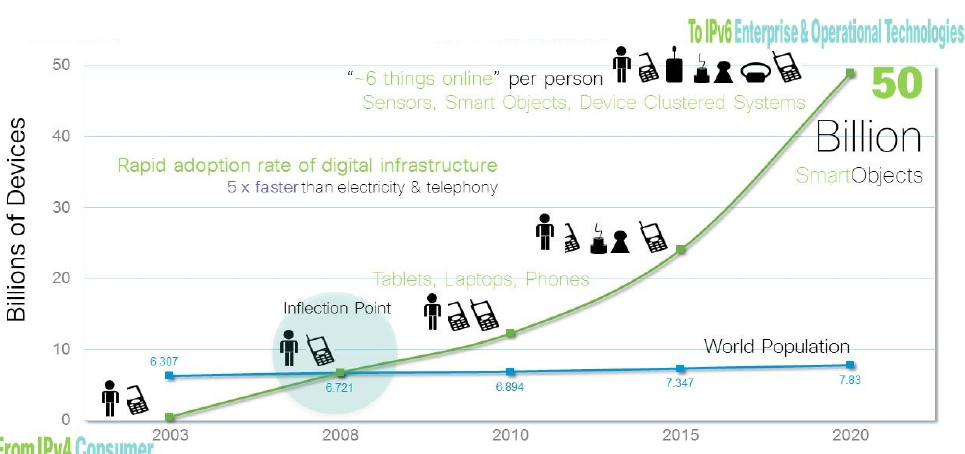 To IPv6 Enterprise & Operational Technologies
50
"~6 things online" per person
50
Sensors, Smart Objects, Device Clustered Systems
40
Billion
Rapid adoption rate of digital infrastructure
SmartObjects
5 x faster than electricity & telephony
Billions of Devices
30
20
Tablets, Laptops, Phones
Inflection Point
10
World Population
6.307
6.721
6.894
7.347
7.83
0
2003
2008
2010
2015
2020
From IPv4 Consumer